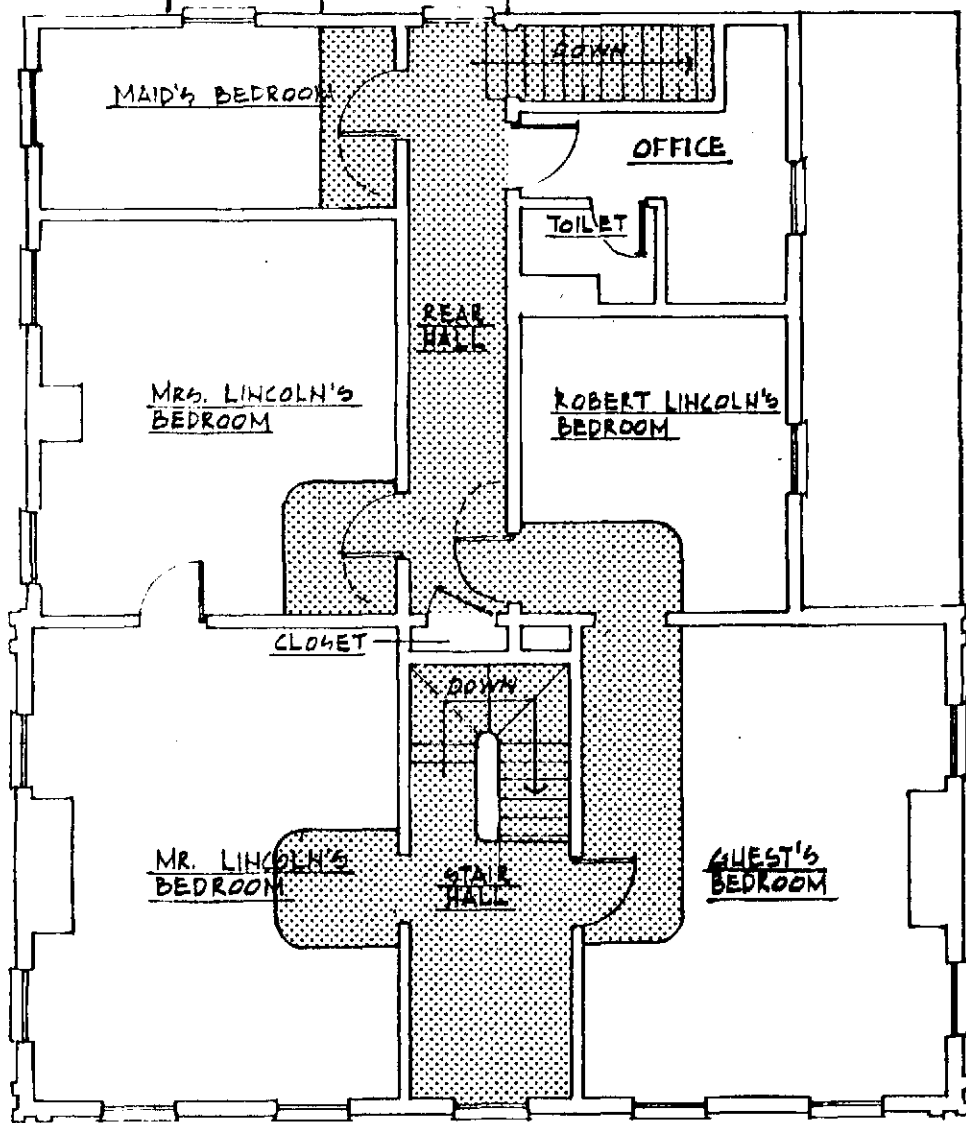 DOWN
MAID'S BEDROOM
OFFICE
TOILET
REAR
HALL
MRS. LINCOLN'S
BEDROOM
ROBERT LINCOLN'S
BEDROOM
CLOSET
DOWN
MR. LINCOLN'S
BEDROOM
STAIR
HALL
GUEST'S
BEDROOM